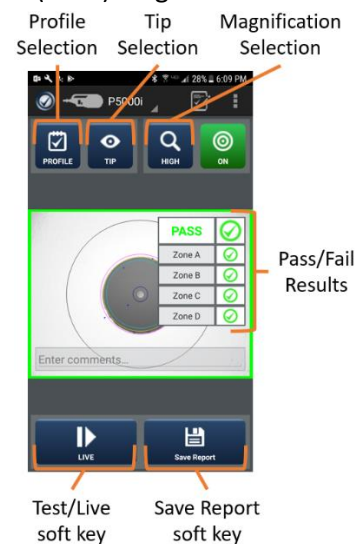 Profile
Selection
Tip
Selection
Magnification
Selection
28% 6:09 PM
P5000i
PROFILE
TIP
HIGH
ON
PASS
Zone A
Zone B
Zone C
Zone D
Enter comments...
Pass/Fail
Results
LIVE
Save Report
Test/Live
soft key
Save Report
soft key